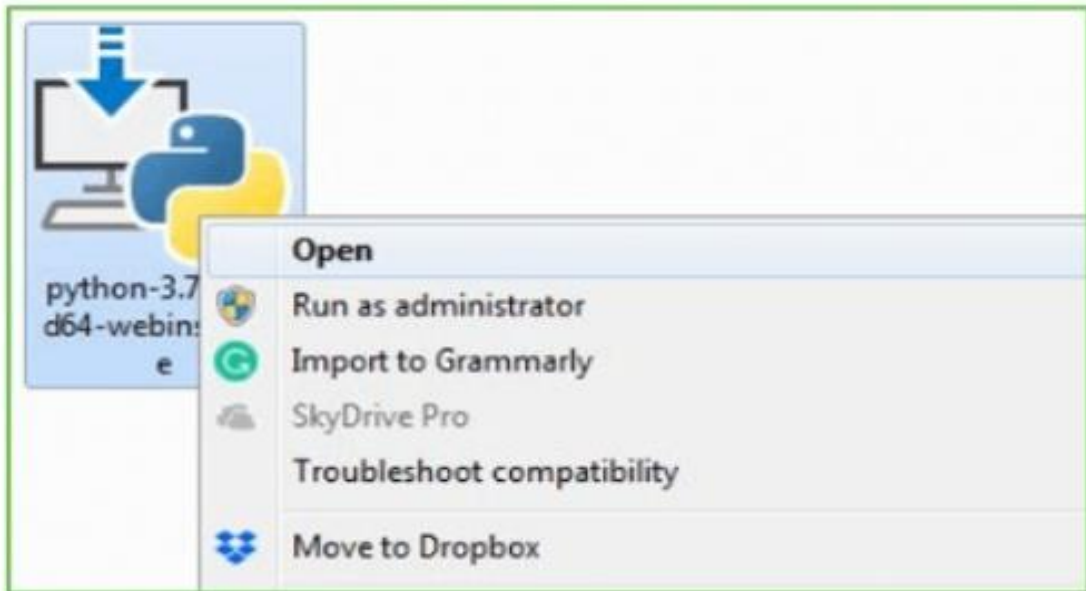 python-3.7
d64-webins
e
Open
Run as administrator
Import to Grammarly
SkyDrive Pro
Troubleshoot compatibility
Move to Dropbox